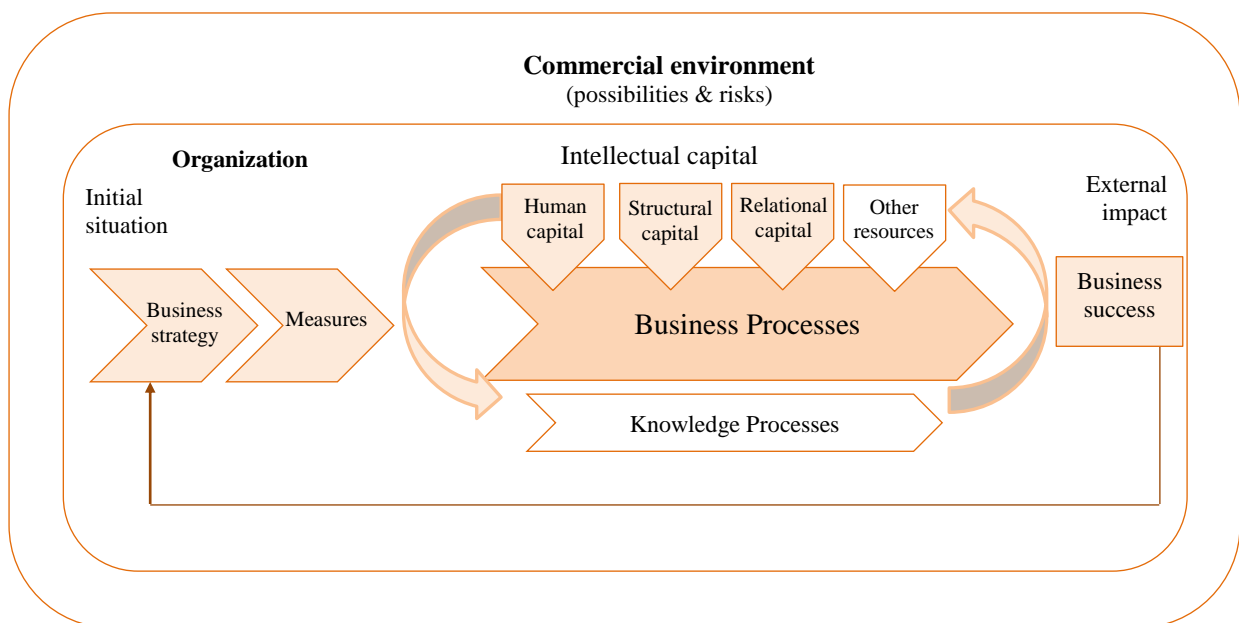 Commercial environment
(possibilities & risks)
Organization
Intellectual capital
Initial
situation
Human
capital
Structural
capital
Relational
capital
Other
resources
External
impact
Business
strategy
Measures
Business Processes
Business
success
Knowledge Processes